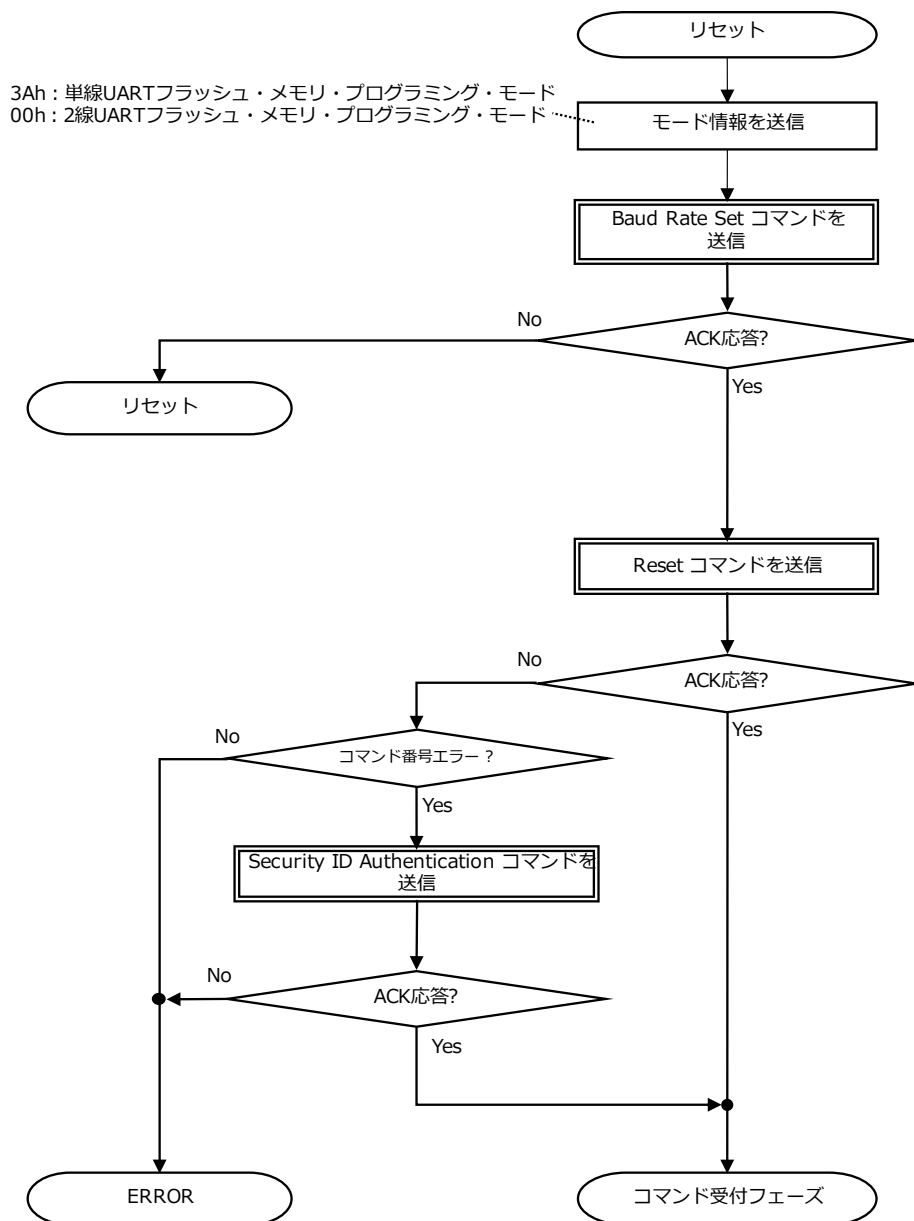 リセット
3Ah : 単線UARTフラッシュ・メモリ・プログラミング・モード
00h : 2線UARTフラッシュ・メモリ・プログラミング・モード
モード情報を送信
Baud Rate Set コマンドを
送信
ACK応答?
No
Yes
リセット
Reset コマンドを送信
ACK応答?
No
Yes
コマンド番号エラー ?
No
Yes
Security ID Authentication コマンドを
送信
ACK応答?
No
Yes
ERROR
コマンド受付フェーズ